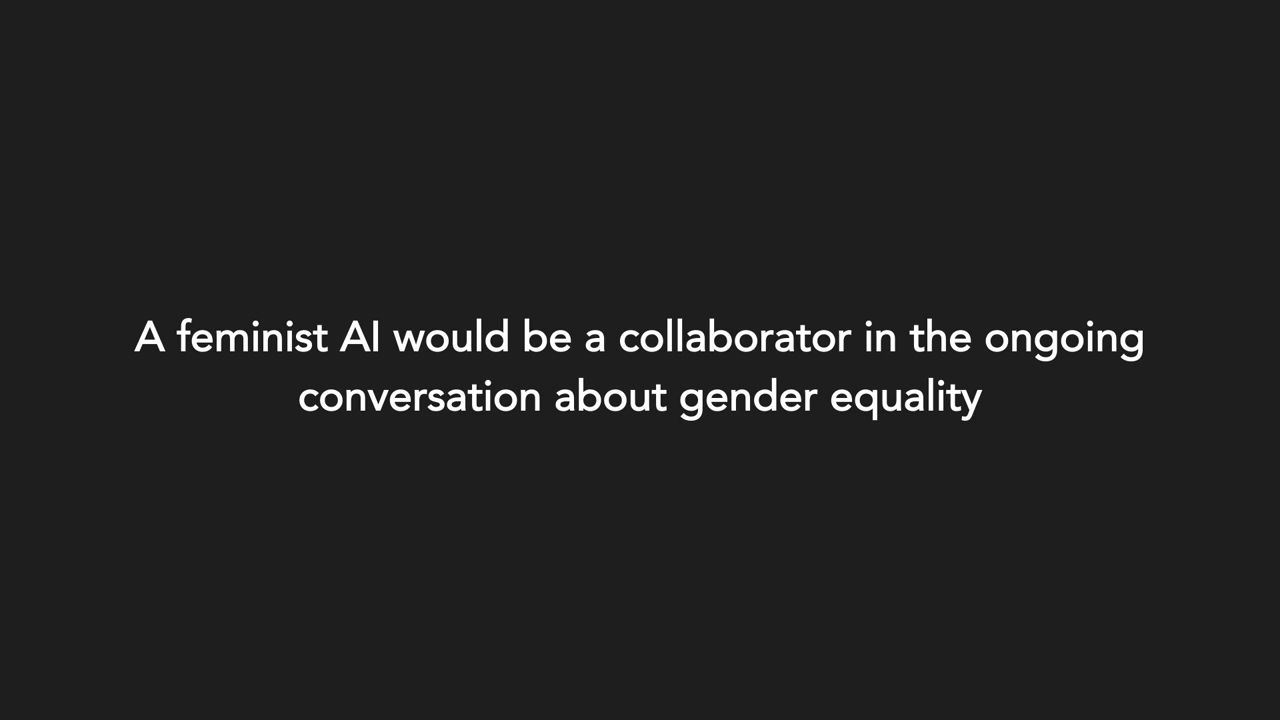 A feminist AI would be a collaborator in the ongoing
conversation about gender equality